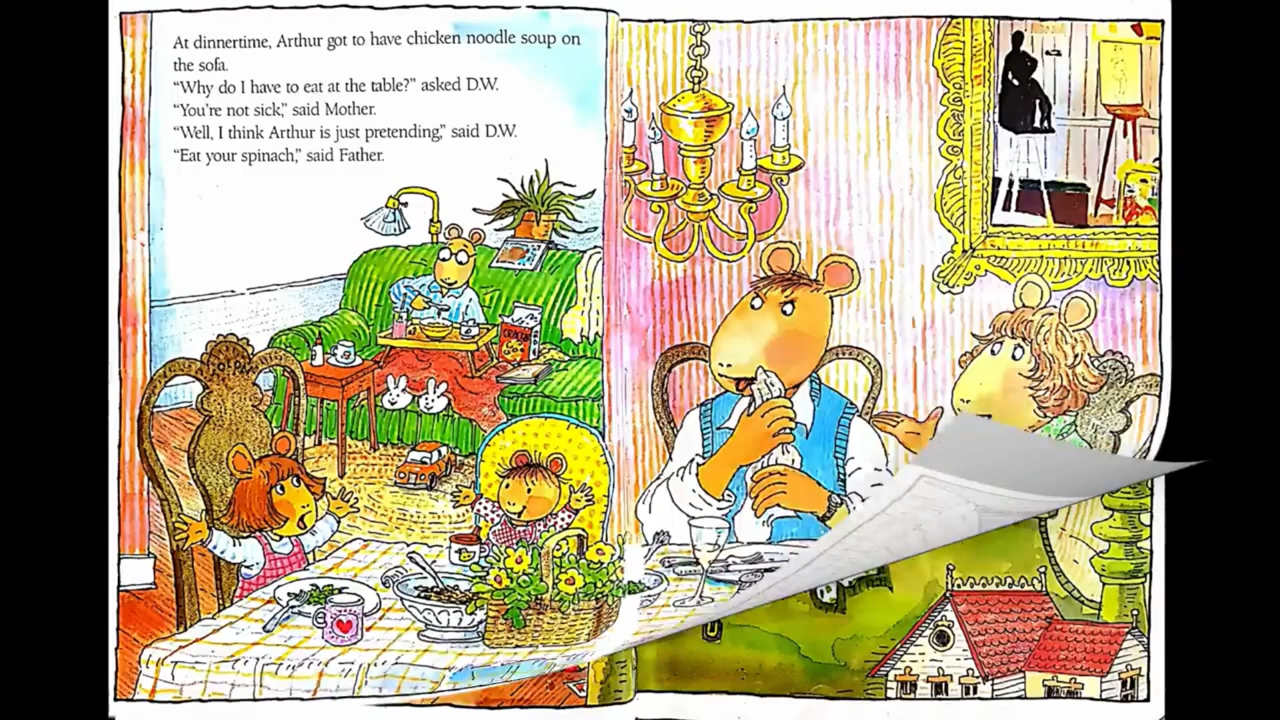 At dinnertime, Arthur got to have chicken noodle soup on
the sofa.
“Why do I have to eat at the table?” asked D.W.
“You're not sick,” said Mother.
“Well, I think Arthur is just pretending,” said D.W.
“Eat your spinach,” said Father.